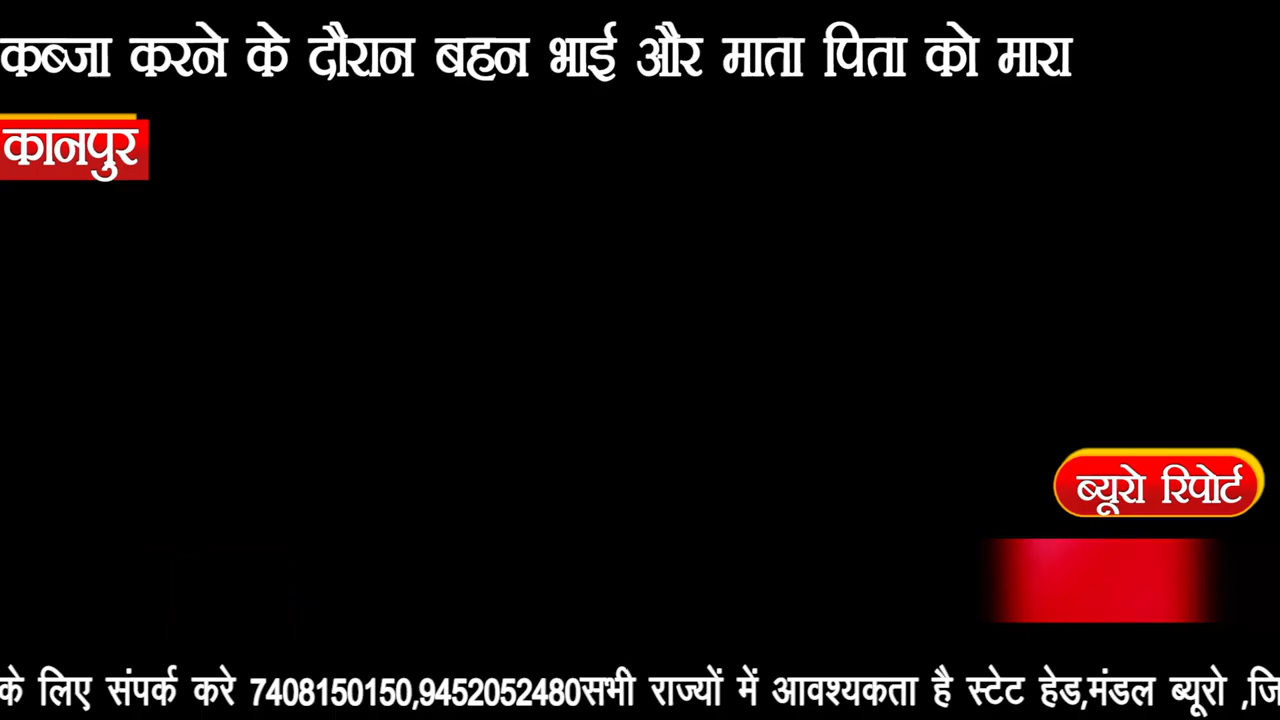 कब्जा करने के दौरान बहन भाई और माता पिता को मारा
कानपुर
ब्यूरो रिपोर्ट
के लिए संपर्क करे 7408150150,9452052480सभी राज्यों में आवश्यकता है स्टेट हेड,मंडल ब्यूरो ,जि